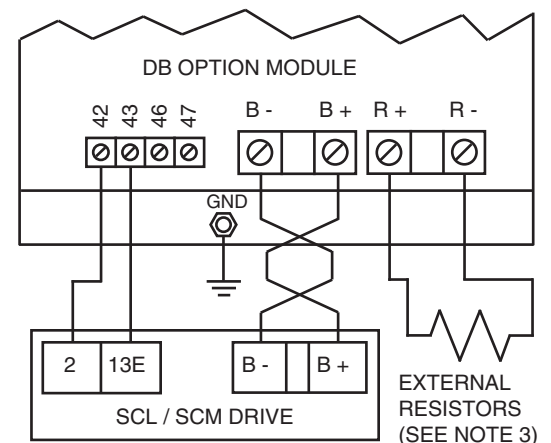 DB OPTION MODULE
42 43 46 47
B - B + R + R -
GND
2 13E B - B +
SCL / SCM DRIVE
EXTERNAL
RESISTORS
(SEE NOTE 3)